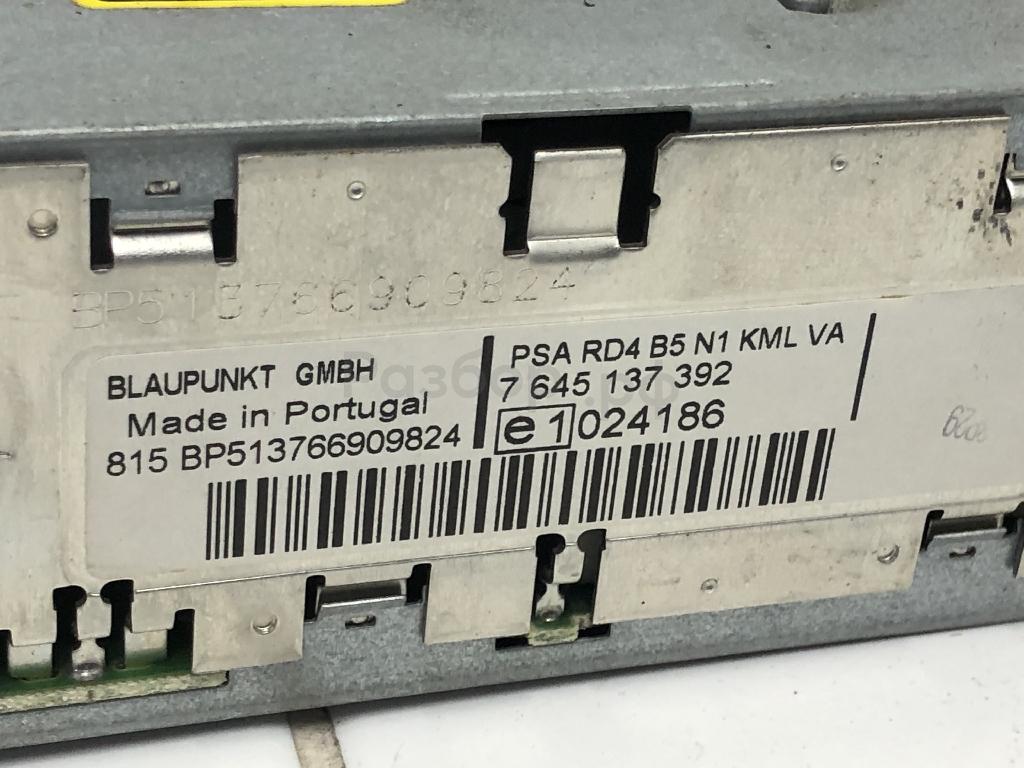 BP513766909824
BLAUPUNKT GMBH
Made in Portugal
815 BP513766909824
PSA RD4 B5 N1 KML VA
7 645 137 392
e1 024186